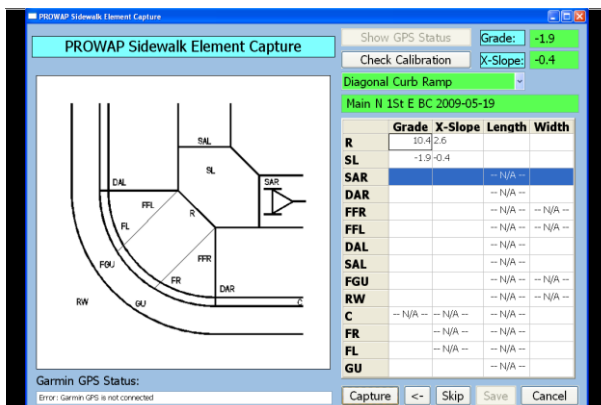 PROWAP Sidewalk Element Capture
PROWAP Sidewalk Element Capture
Show GPS Status Grade: -1.9
Check Calibration X-Slope: -0.4
Diagonal Curb Ramp
Main N 1St E BC 2009-05-19
Grade X-Slope Length Width
R 10.4 2.6
SL -1.9 -0.4
SAR -- N/A --
DAR -- N/A --
FFR -- N/A -- -- N/A --
FFL -- N/A -- -- N/A --
DAL -- N/A --
SAL -- N/A --
FGU -- N/A -- -- N/A --
RW -- N/A -- -- N/A --
C -- N/A -- -- N/A --
FR -- N/A --
FL -- N/A --
GU -- N/A --
SAL
SL
DAL
SAR
FFL
R
FL
FGU
FFR
FR
DAR
RW
GU
C
Garmin GPS Status:
Error: Garmin GPS is not connected
Capture <- Skip Save Cancel